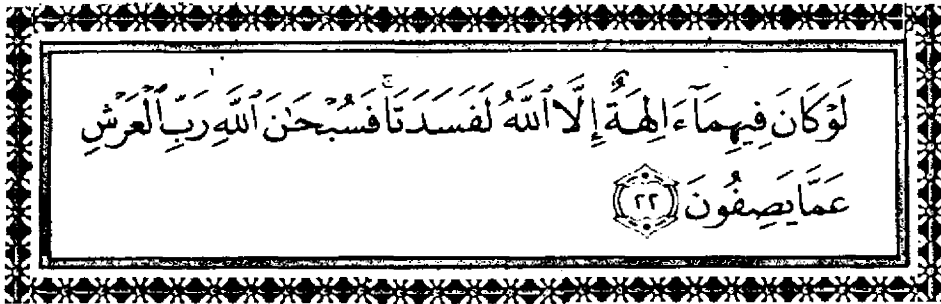 لَوْ كَانَ فِيهِمَآ ءَالِهَةٌ إِلَّا ٱللَّهُ لَفَسَدَتَا ۚ فَسُبْحَٰنَ ٱللَّهِ رَبِّ ٱلْعَرْشِ
عَمَّا يَصِفُونَ ٢٢